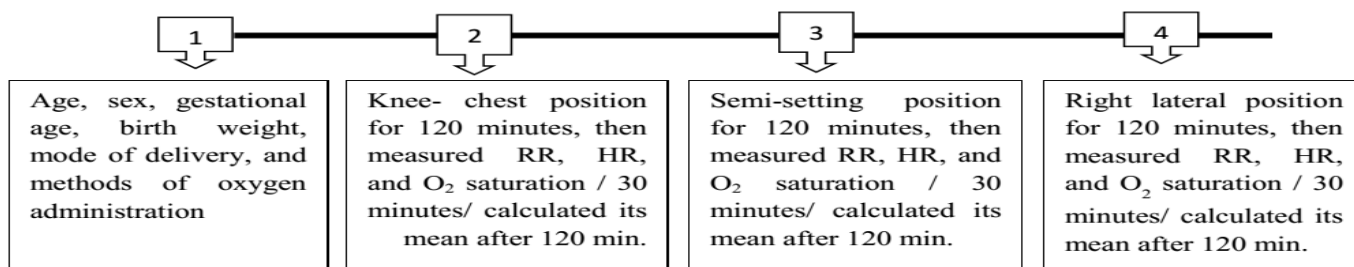 1
2
3
4
Age, sex, gestational
age, birth weight,
mode of delivery, and
methods of oxygen
administration
Knee- chest position
for 120 minutes, then
measured RR, HR,
and O₂ saturation / 30
minutes/ calculated its
mean after 120 min.
Semi-setting position
for 120 minutes, then
measured RR, HR, and
O₂ saturation / 30
minutes/ calculated its
mean after 120 min.
Right lateral position
for 120 minutes, then
measured RR, HR,
and O₂ saturation / 30
minutes/ calculated its
mean after 120 min.